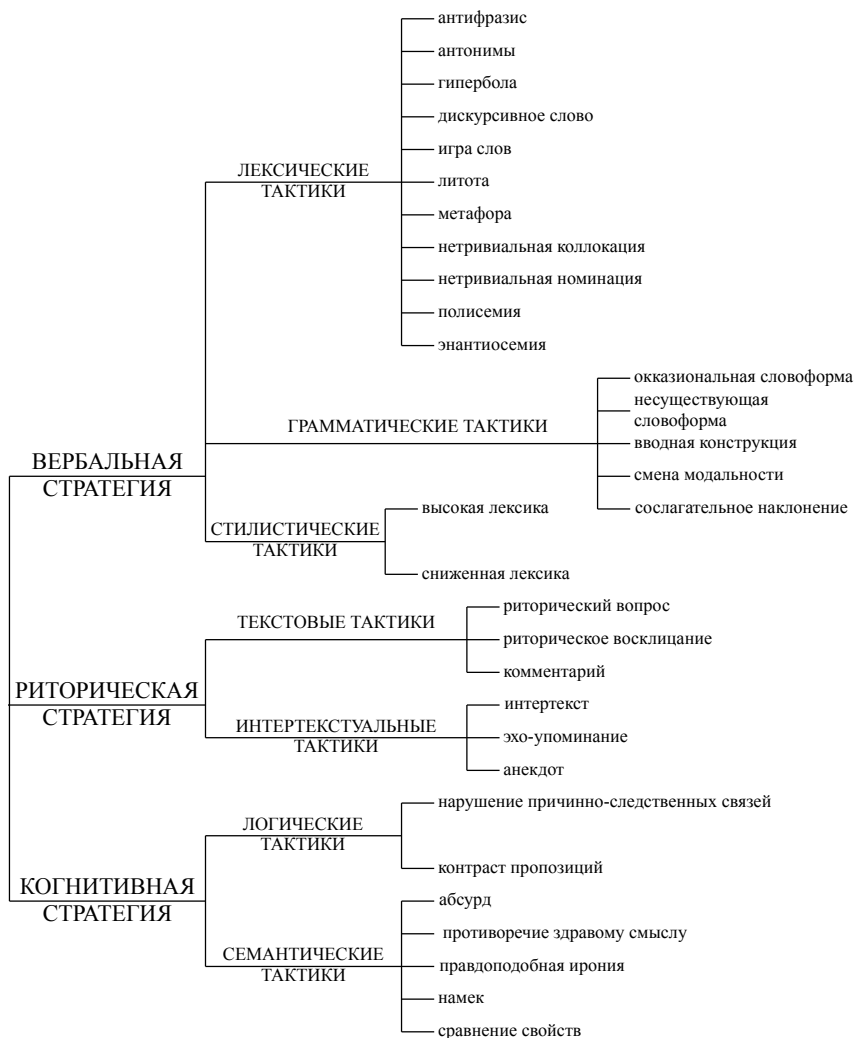 антифразис
антонимы
гипербола
дискурсивное слово
игра слов
ЛЕКСИЧЕСКИЕ
ТАКТИКИ
литота
метафора
нетривиальная коллокация
нетривиальная номинация
полисемия
энантиосемия
окказиональная словоформа
несуществующая
словоформа
ГРАММАТИЧЕСКИЕ ТАКТИКИ
вводная конструкция
ВЕРБАЛЬНАЯ
СТРАТЕГИЯ
смена модальности
сослагательное наклонение
высокая лексика
СТИЛИСТИЧЕСКИЕ
ТАКТИКИ
сниженная лексика
риторический вопрос
ТЕКСТОВЫЕ ТАКТИКИ
риторическое восклицание
комментарий
РИТОРИЧЕСКАЯ
СТРАТЕГИЯ
интертекст
ИНТЕРТЕКСТУАЛЬНЫЕ
ТАКТИКИ
эхо-упоминание
анекдот
нарушение причинно-следственных связей
ЛОГИЧЕСКИЕ
ТАКТИКИ
контраст пропозиций
КОГНИТИВНАЯ
СТРАТЕГИЯ
абсурд
противоречие здравому смыслу
СЕМАНТИЧЕСКИЕ
ТАКТИКИ
правдоподобная ирония
намек
сравнение свойств